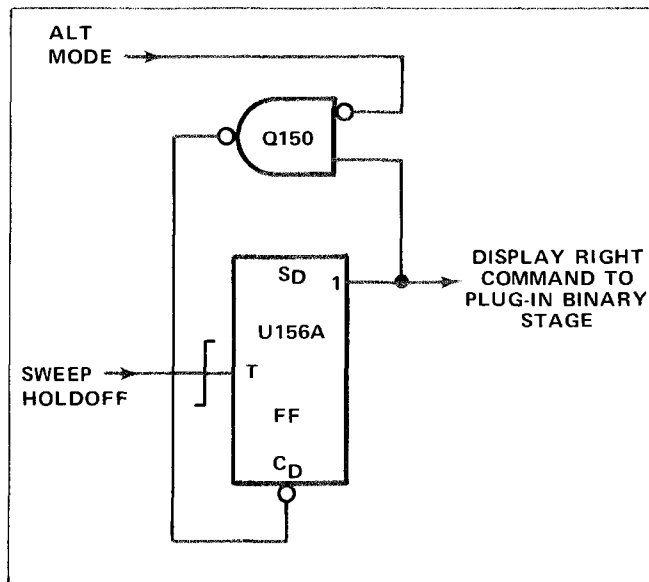 ALT
MODE
Q150
DISPLAY RIGHT
COMMAND TO
PLUG-IN BINARY
STAGE
SD
1
U156A
SWEEP
HOLDOFF
T
FF
CD